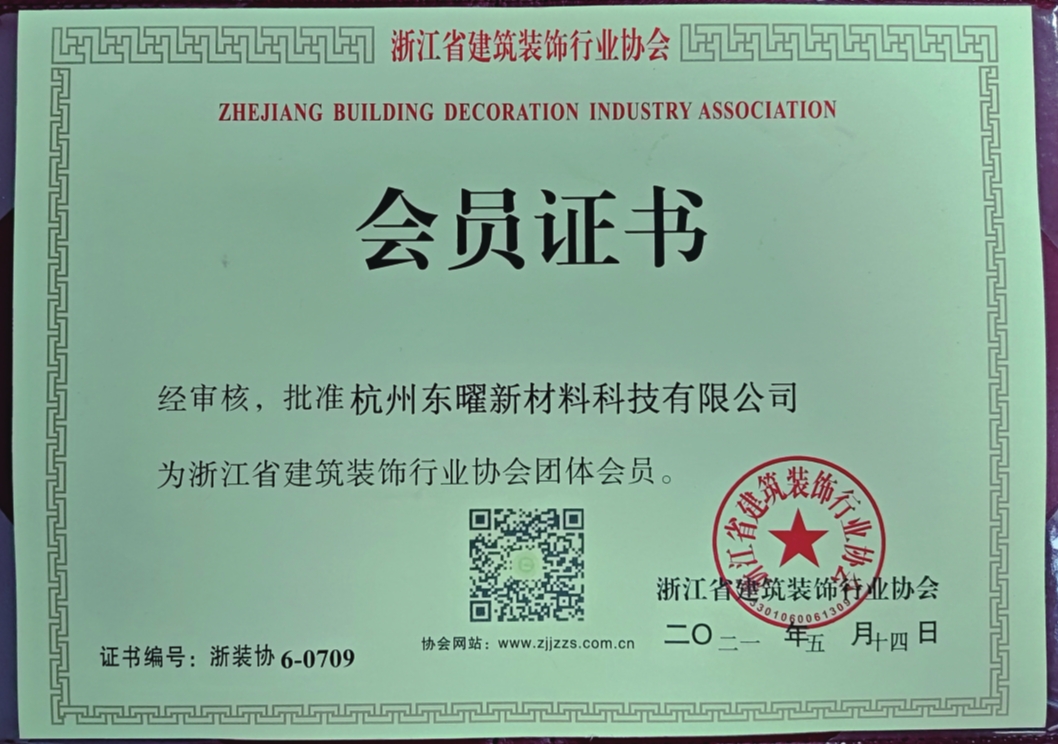 浙江省建筑装饰行业协会
ZHEJIANG BUILDING DECORATION INDUSTRY ASSOCIATION
会员证书
经审核，批准杭州东曜新材料科技有限公司
为浙江省建筑装饰行业协会团体会员。
浙江省建筑装饰行业协会
3301060061309
浙江省建筑装饰行业协会
二〇二一年五月十四日
协会网站：www.zjjzzs.com.cn
证书编号：浙装协 6-0709